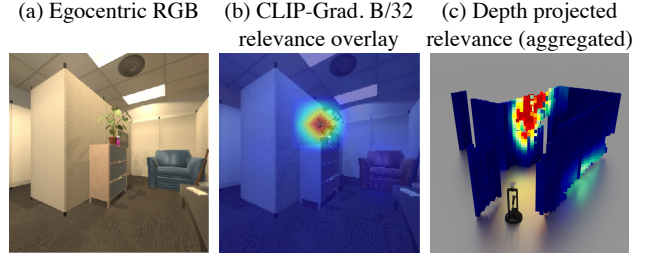 (a) Egocentric RGB
(b) CLIP-Grad. B/32
relevance overlay
(c) Depth projected
relevance (aggregated)